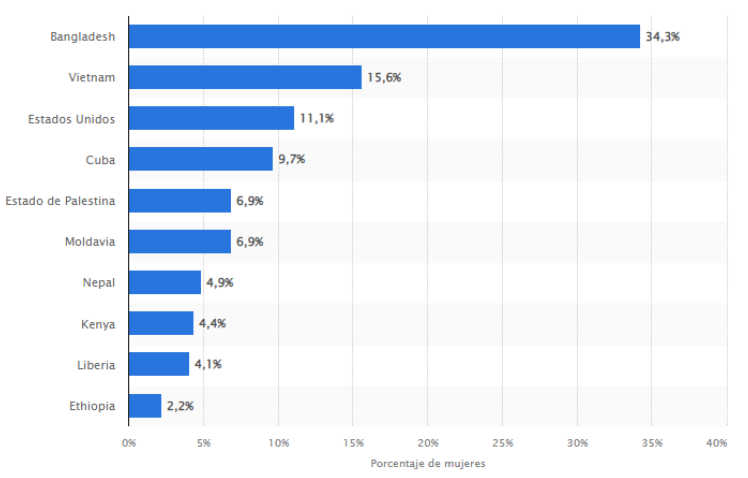 Bangladesh 34,3%
Vietnam 15,6%
Estados Unidos 11,1%
Cuba 9,7%
Estado de Palestina 6,9%
Moldavia 6,9%
Nepal 4,9%
Kenya 4,4%
Liberia 4,1%
Ethiopia 2,2%
0% 5% 10% 15% 20% 25% 30% 35% 40%
Porcentaje de mujeres